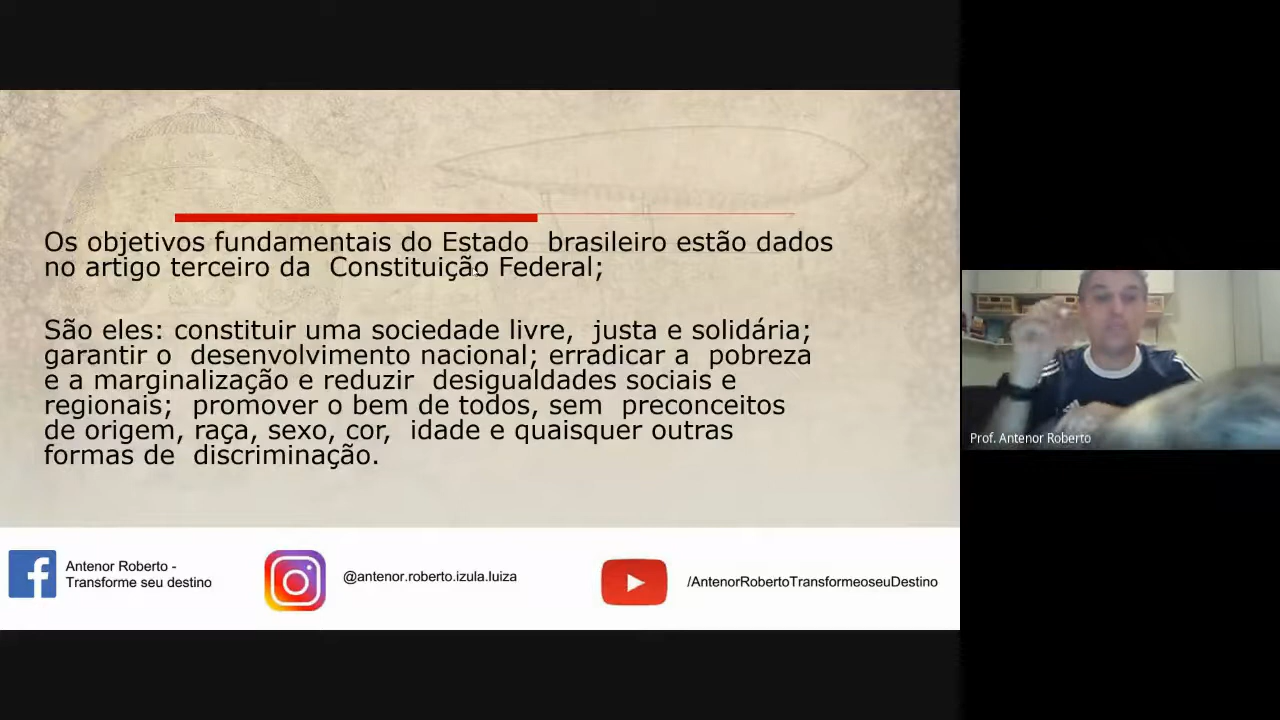 Os objetivos fundamentais do Estado brasileiro estão dados
no artigo terceiro da Constituição Federal;
São eles: constituir uma sociedade livre, justa e solidária;
garantir o desenvolvimento nacional; erradicar a pobreza
e a marginalização e reduzir desigualdades sociais e
regionais; promover o bem de todos, sem preconceitos
de origem, raça, sexo, cor, idade e quaisquer outras
formas de discriminação.
Prof. Antenor Roberto
Antenor Roberto -
Transforme seu destino
@antenor.roberto.izula.luiza
/AntenorRobertoTransformeoseuDestino